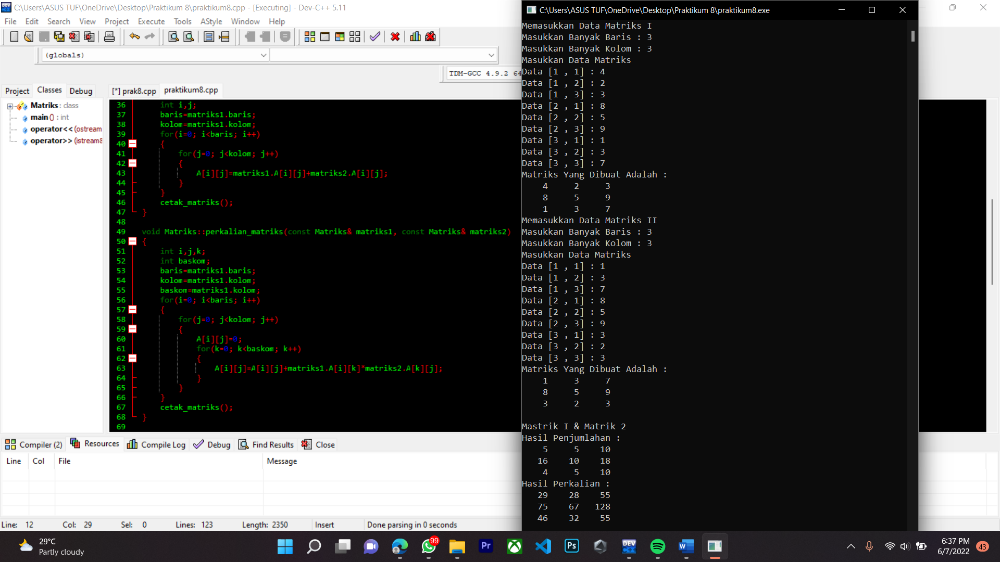 C:\Users\ASUS TUF\OneDrive\Desktop\Praktikum 8\praktikum8.cpp - [Executing] - Dev-C++ 5.11
File Edit Search View Project Execute Tools AStyle Window Help
(globals)
TDM-GCC 4.9.2 64
Project Classes Debug
[*] prak8.cpp praktikum8.cpp
Matriks : class
main () : int
operator<< (ostream
operator>> (istream&
36 int i,j;
37 baris=matriks1.baris;
38 kolom=matriks1.kolom;
39 for(i=0; i<baris; i++)
40 {
41 for(j=0; j<kolom; j++)
42 {
43 A[i][j]=matriks1.A[i][j]+matriks2.A[i][j];
44 }
45 }
46 cetak_matriks();
47 }
48
49 void Matriks::perkalian_matriks(const Matriks& matriks1, const Matriks& matriks2)
50 {
51 int i,j,k;
52 int baskom;
53 baris=matriks1.baris;
54 kolom=matriks1.kolom;
55 baskom=matriks1.kolom;
56 for(i=0; i<baris; i++)
57 {
58 for(j=0; j<kolom; j++)
59 {
60 A[i][j]=0;
61 for(k=0; k<baskom; k++)
62 {
63 A[i][j]=A[i][j]+matriks1.A[i][k]*matriks2.A[k][j];
64 }
65 }
66 }
67 cetak_matriks();
68 }
69
Compiler (2) Resources Compile Log Debug Find Results Close
Line Col File Message
Line: 12 Col: 29 Sel: 0 Lines: 123 Length: 2350 Insert Done parsing in 0 seconds
C:\Users\ASUS TUF\OneDrive\Desktop\Praktikum 8\praktikum8.exe
Memasukkan Data Matriks I
Masukkan Banyak Baris : 3
Masukkan Banyak Kolom : 3
Masukkan Data Matriks
Data [1 , 1] : 4
Data [1 , 2] : 2
Data [1 , 3] : 3
Data [2 , 1] : 8
Data [2 , 2] : 5
Data [2 , 3] : 9
Data [3 , 1] : 1
Data [3 , 2] : 3
Data [3 , 3] : 7
Matriks Yang Dibuat Adalah :
4 2 3
8 5 9
1 3 7
Memasukkan Data Matriks II
Masukkan Banyak Baris : 3
Masukkan Banyak Kolom : 3
Masukkan Data Matriks
Data [1 , 1] : 1
Data [1 , 2] : 3
Data [1 , 3] : 7
Data [2 , 1] : 8
Data [2 , 2] : 5
Data [2 , 3] : 9
Data [3 , 1] : 3
Data [3 , 2] : 2
Data [3 , 3] : 3
Matriks Yang Dibuat Adalah :
1 3 7
8 5 9
3 2 3
Mastrik I & Matrik 2
Hasil Penjumlahan :
5 5 10
16 10 18
4 5 10
Hasil Perkalian :
29 28 55
75 67 128
46 32 55
29°C
Partly cloudy
99
Pr
Ps
DEV C++
W
6:37 PM
6/7/2022
43